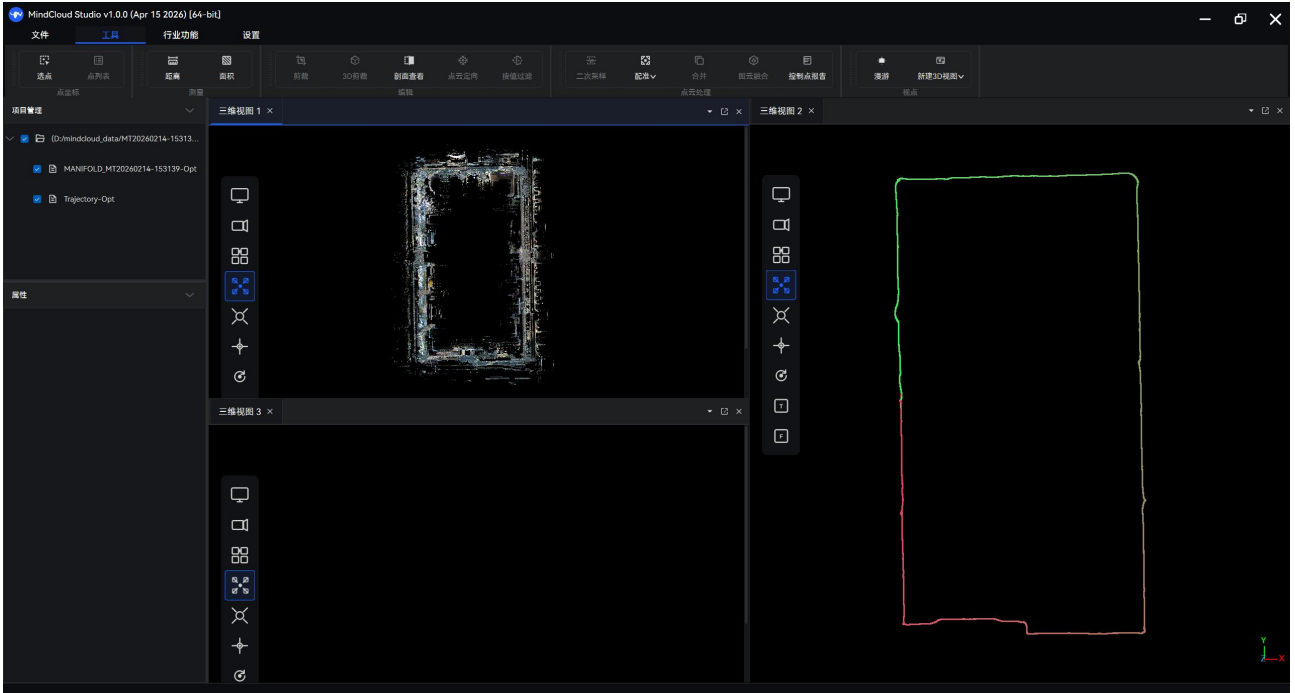 MindCloud Studio v1.0.0 (Apr 15 2026) [64-bit]
文件 工具 行业功能 设置
选点 点列表 距离 面积 剪裁 3D剪裁 剖面查看 点云定向 按值过滤 二次采样 配准 合并 图云融合 控制点报告 漫游 新建3D视图
点坐标 测量 编辑 点云处理 视点
项目管理
(D:/mindcloud_data/MT20260214-15313...
MANIFOLD_MT20260214-153139-Opt
Trajectory-Opt
属性
三维视图 1
三维视图 3
三维视图 2
T
F
Y
Z X